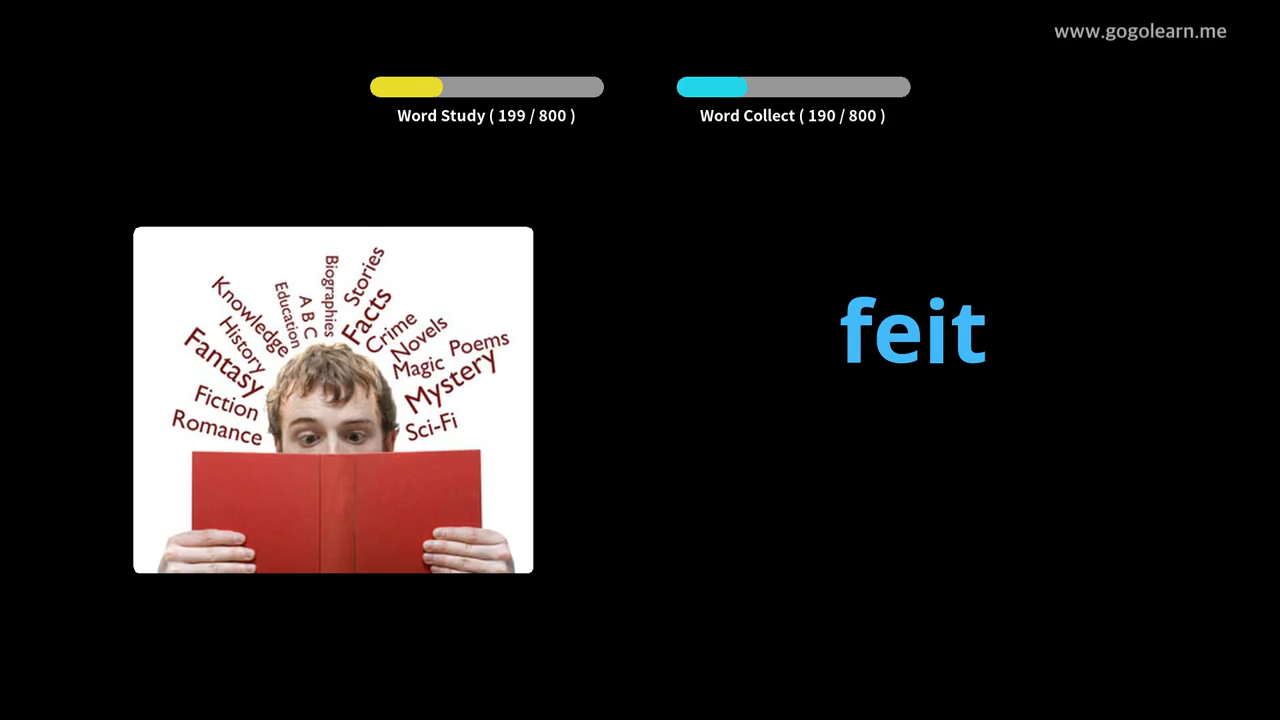 www.gogolearn.me
Word Study ( 199 / 800 )
Word Collect ( 190 / 800 )
Knowledge
Education
A B C
Biographies
Stories
Facts
History
Crime
Novels
Fantasy
Magic
Poems
Mystery
Fiction
Romance
Sci-Fi
feit